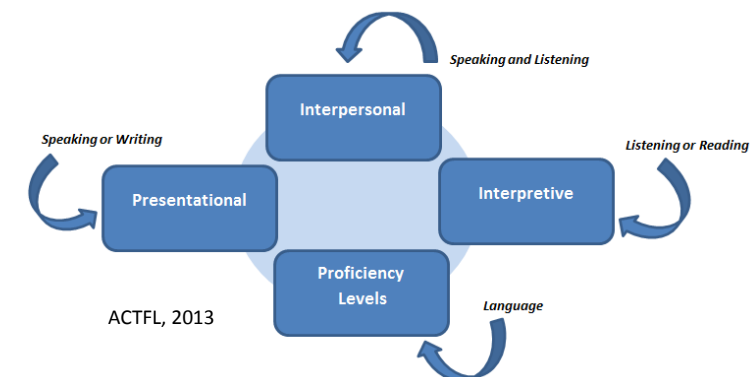 Speaking and Listening
Interpersonal
Speaking or Writing
Listening or Reading
Presentational
Interpretive
Proficiency
Levels
Language
ACTFL, 2013